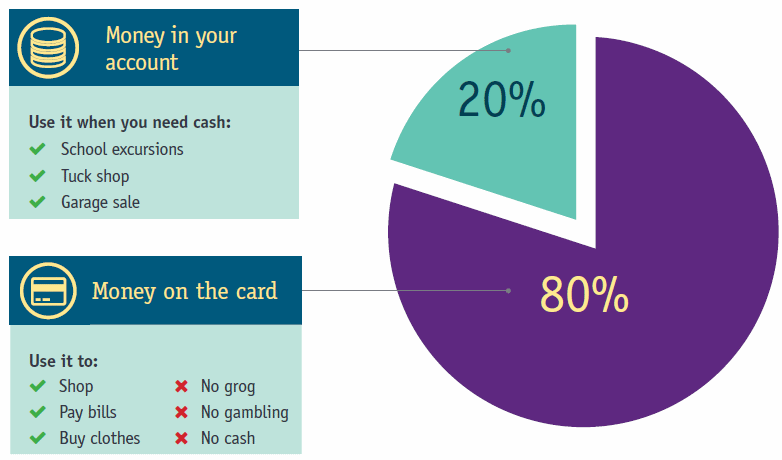 Money in your
account
20%
Use it when you need cash:
School excursions
Tuck shop
Garage sale
Money on the card
80%
Use it to:
Shop
No grog
Pay bills
No gambling
Buy clothes
No cash